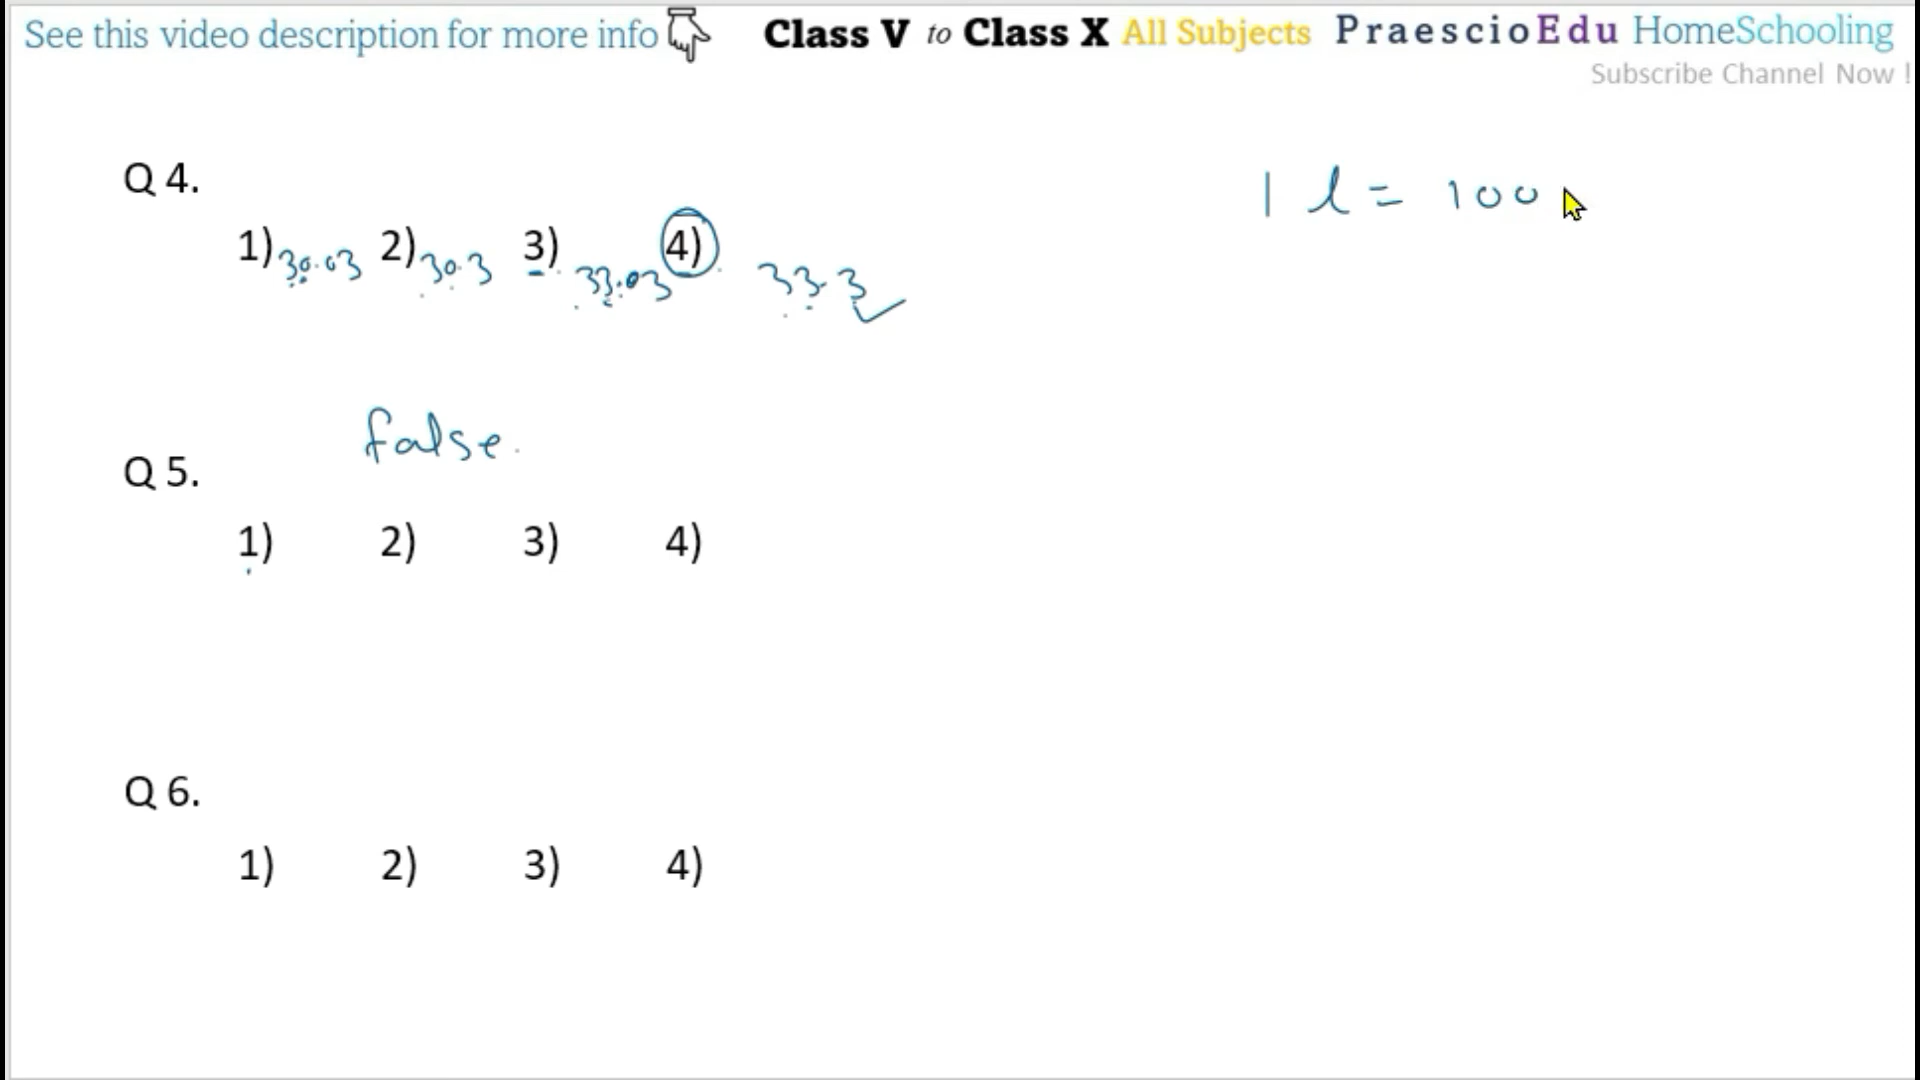 See this video description for more info Class V to Class X All Subjects PraescioEdu HomeSchooling
Subscribe Channel Now !
Q 4.
1 l = 100
1) 30.03 2) 30.3 3) 33.03 4) 33.3
false.
Q 5.
1) 2) 3) 4)
Q 6.
1) 2) 3) 4)